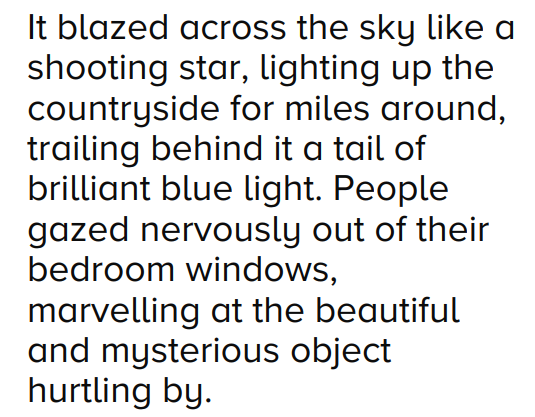 It blazed across the sky like a
shooting star, lighting up the
countryside for miles around,
trailing behind it a tail of
brilliant blue light. People
gazed nervously out of their
bedroom windows,
marvelling at the beautiful
and mysterious object
hurtling by.